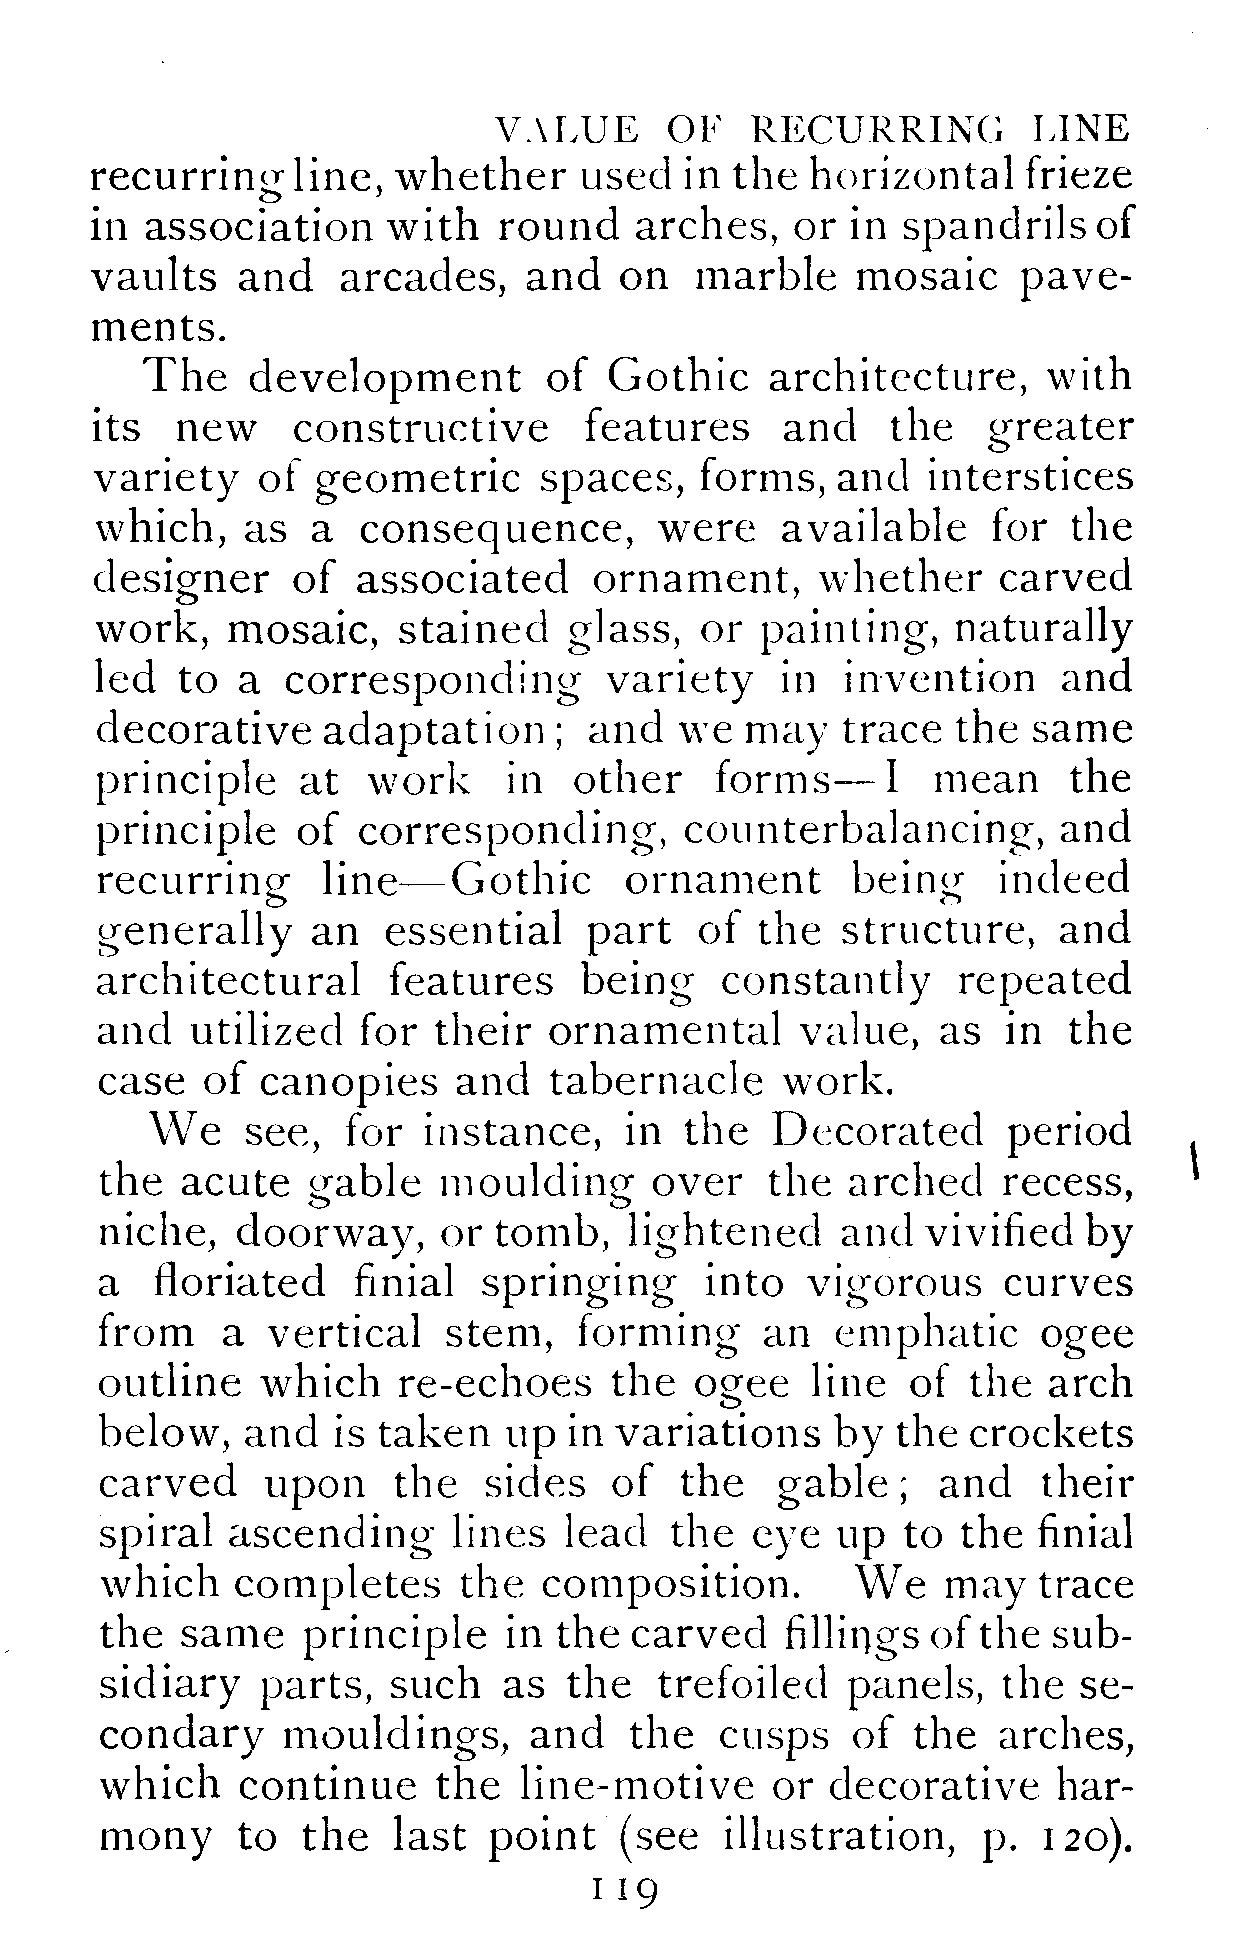 VALUE OF RECURRING LINE
recurring line, whether used in the horizontal frieze
in association with round arches, or in spandrils of
vaults and arcades, and on marble mosaic pave-
ments.
The development of Gothic architecture, with
its new constructive features and the greater
variety of geometric spaces, forms, and interstices
which, as a consequence, were available for the
designer of associated ornament, whether carved
work, mosaic, stained glass, or painting, naturally
led to a corresponding variety in invention and
decorative adaptation; and we may trace the same
principle at work in other forms—I mean the
principle of corresponding, counterbalancing, and
recurring line—Gothic ornament being indeed
generally an essential part of the structure, and
architectural features being constantly repeated
and utilized for their ornamental value, as in the
case of canopies and tabernacle work.
We see, for instance, in the Decorated period
the acute gable moulding over the arched recess,
niche, doorway, or tomb, lightened and vivified by
a floriated finial springing into vigorous curves
from a vertical stem, forming an emphatic ogee
outline which re-echoes the ogee line of the arch
below, and is taken up in variations by the crockets
carved upon the sides of the gable; and their
spiral ascending lines lead the eye up to the finial
which completes the composition. We may trace
the same principle in the carved fillings of the sub-
sidiary parts, such as the trefoiled panels, the se-
condary mouldings, and the cusps of the arches,
which continue the line-motive or decorative har-
mony to the last point (see illustration, p. 120).
119